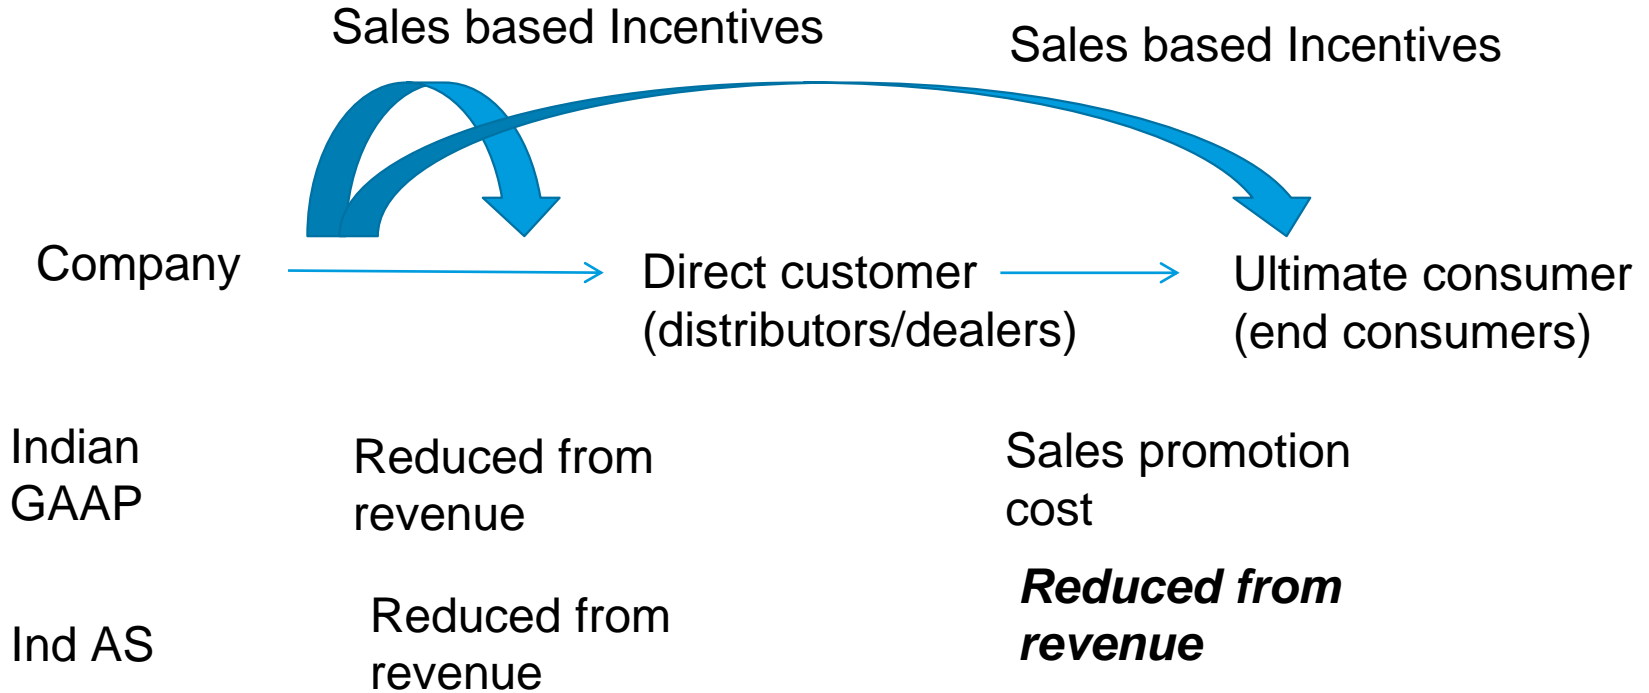 Sales based Incentives
Sales based Incentives
Company
Direct customer
(distributors/dealers)
Ultimate consumer
(end consumers)
Indian
GAAP
Reduced from
revenue
Sales promotion
cost
Ind AS
Reduced from
revenue
Reduced from
revenue